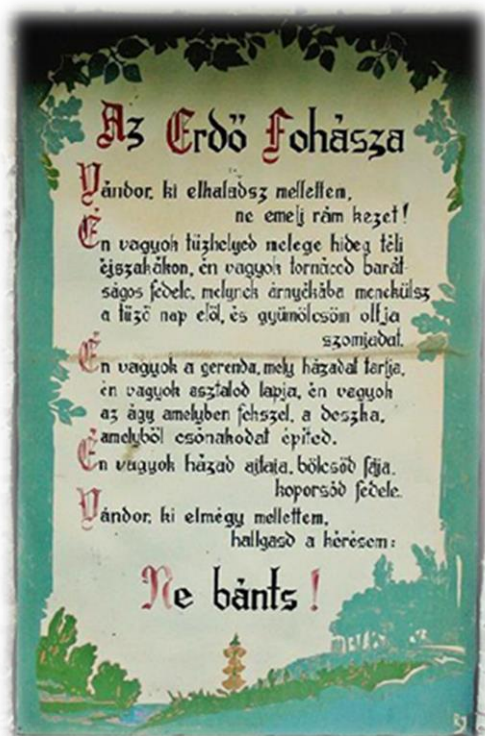 Az Erdő Fohásza
Vándor, ki elhaladsz mellettem,
ne emelj rám kezet!
Én vagyok tűzhelyed melege hideg téli
éjszakákon, én vagyok tornácod barát-
ságos fedele, melynek árnyékába menekülsz
a tűző nap elől, és gyümölcsöm oltja
szomjadat.
Én vagyok a gerenda, mely házadat tartja,
én vagyok asztalod lapja, én vagyok
az ágy amelyben fekszel, a deszka,
amelyből csónakodat építed.
Én vagyok házad ajtaja, bölcsőd fája,
koporsód fedele.
Vándor, ki elmégy mellettem,
hallgasd a kérésem:
Ne bánts!